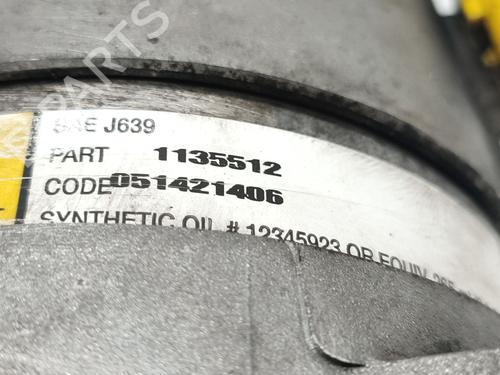 SAE J639
PART 1135512
CODE 051421406
SYNTHETIC OIL # 12345923 OR EQUIV.